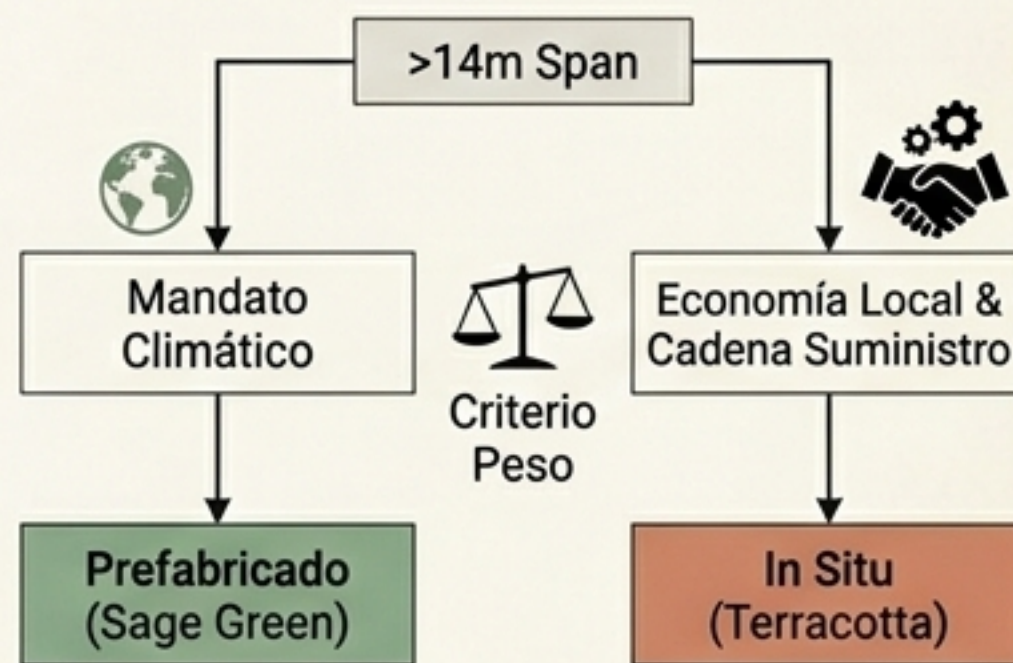 >14m Span
Mandato
Climático
Economía Local &
Cadena Suministro
Criterio
Peso
Prefabricado
(Sage Green)
In Situ
(Terracotta)